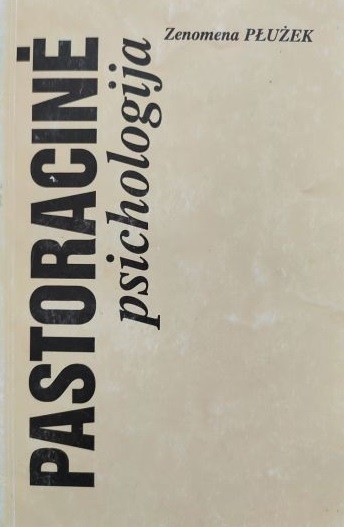 Zenomena PŁUŻEK
PASTORACINĖ
psichologija